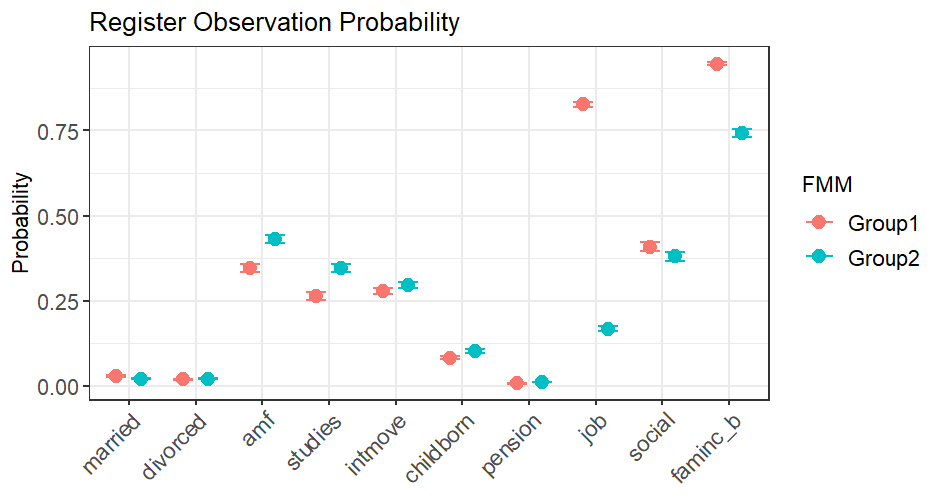 Register Observation Probability
Probability
0.75
0.50
0.25
0.00
married
divorced
amf
studies
intmove
childborn
pension
job
social
faminc_b
FMM
Group1
Group2